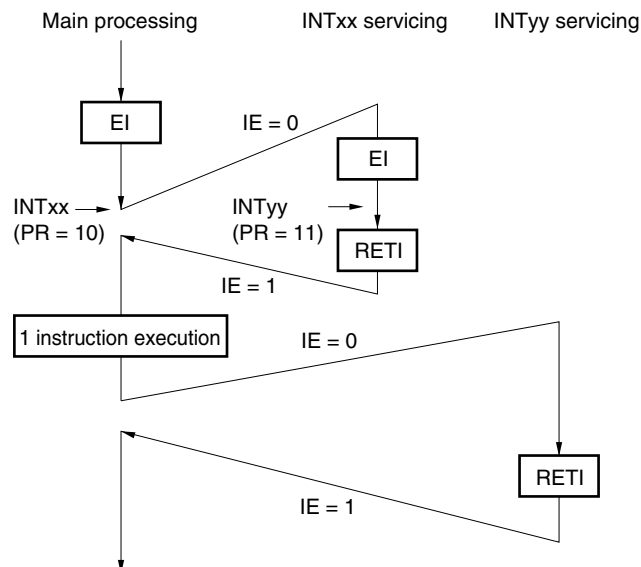 Main processing
INTxx servicing
INTyy servicing
EI
IE = 0
EI
INTxx
(PR = 10)
INTyy
(PR = 11)
RETI
IE = 1
1 instruction execution
IE = 0
RETI
IE = 1